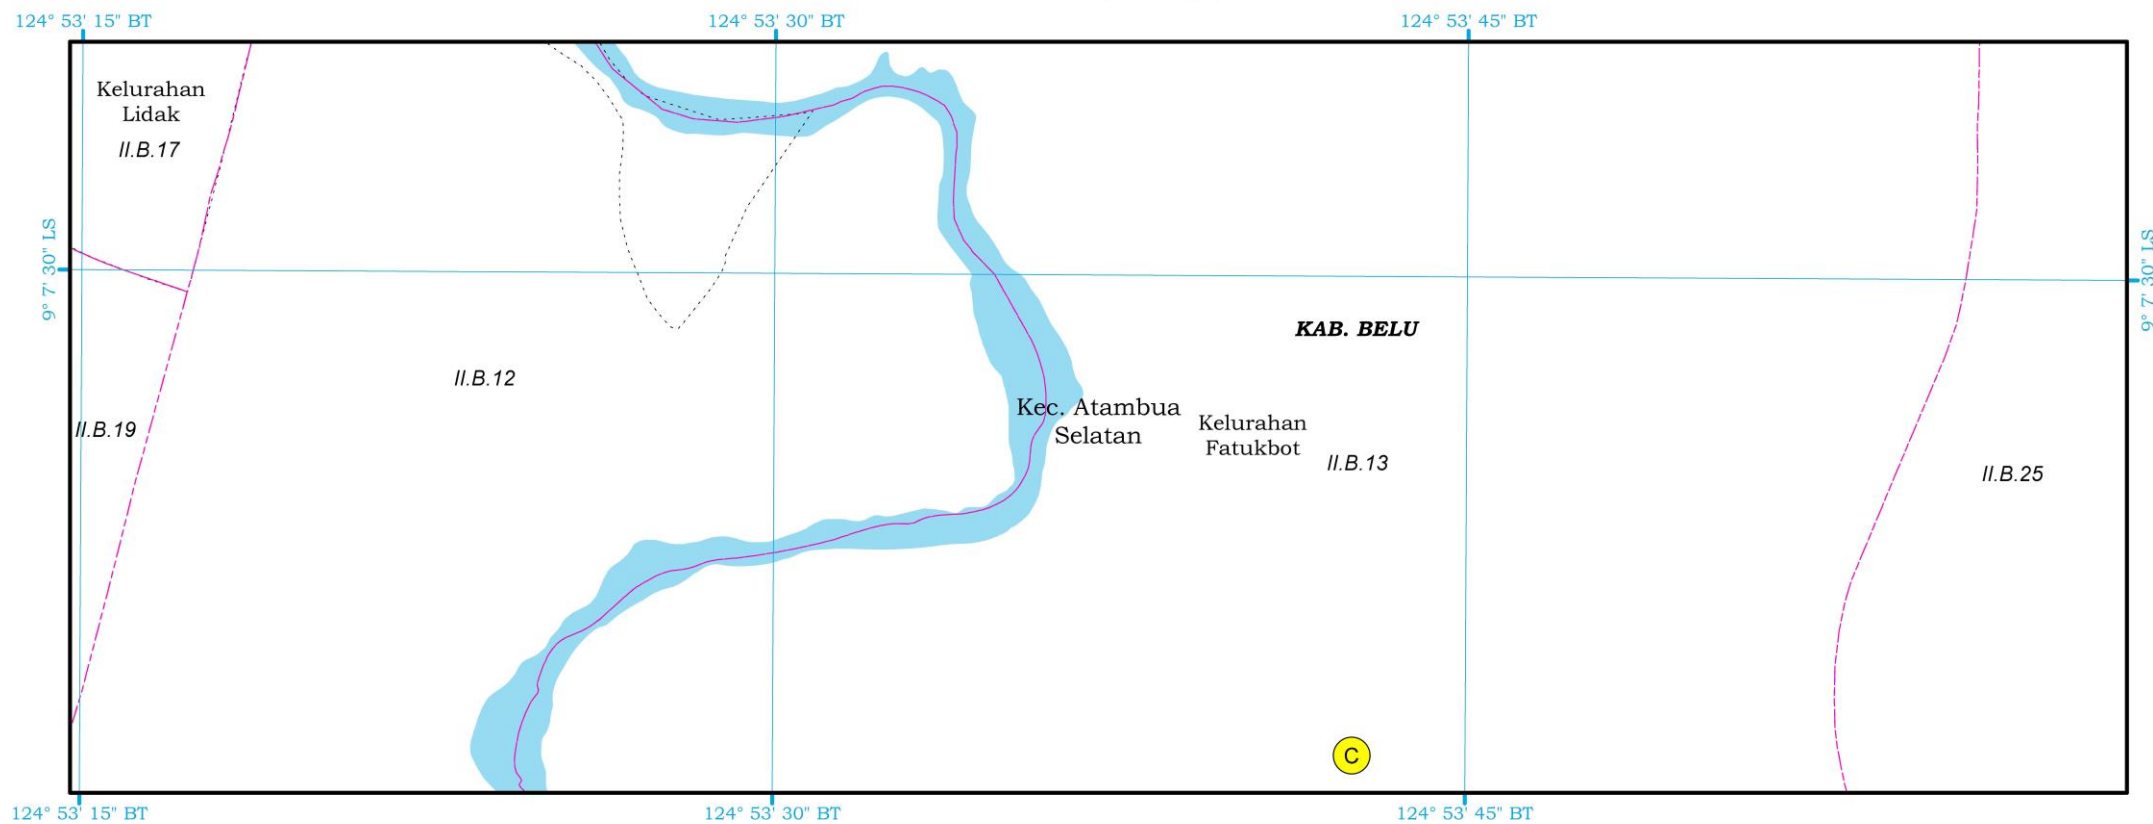 124° 53' 15" BT
124° 53' 30" BT
124° 53' 45" BT
Kelurahan
Lidak
II.B.17
9° 7' 30" LS
9° 7' 30" LS
KAB. BELU
II.B.12
Kec. Atambua
Selatan
Kelurahan
Fatukbot
II.B.19
II.B.13
II.B.25
C
124° 53' 15" BT
124° 53' 30" BT
124° 53' 45" BT